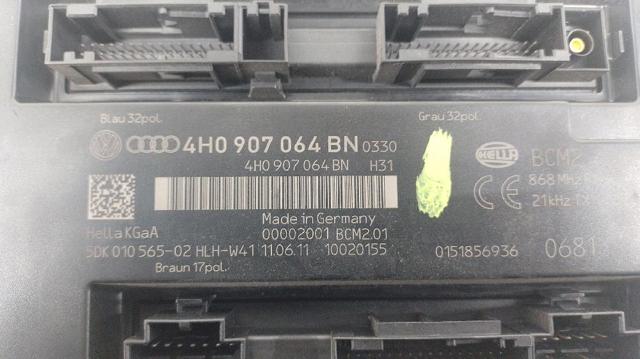 Blau 32pol.
Grau 32pol.
4H0 907 064 BN 0330
4H0 907 064 BN H31
HELLA
BCM2
868 MHz
21kHz
Made in Germany
Hella KGaA
00002001 BCM2.01
5DK 010 565-02 HLH-W41 11.06.11 10020155
0151856936
0681
Braun 17pol.